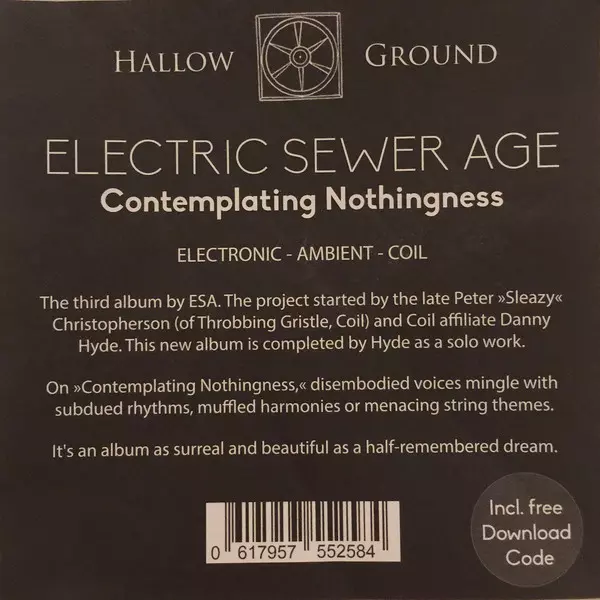 HALLOW GROUND
ELECTRIC SEWER AGE
Contemplating Nothingness
ELECTRONIC - AMBIENT - COIL
The third album by ESA. The project started by the late Peter »Sleazy«
Christopherson (of Throbbing Gristle, Coil) and Coil affiliate Danny
Hyde. This new album is completed by Hyde as a solo work.
On »Contemplating Nothingness,« disembodied voices mingle with
subdued rhythms, muffled harmonies or menacing string themes.
It's an album as surreal and beautiful as a half-remembered dream.
0 617957 552584
Incl. free
Download
Code